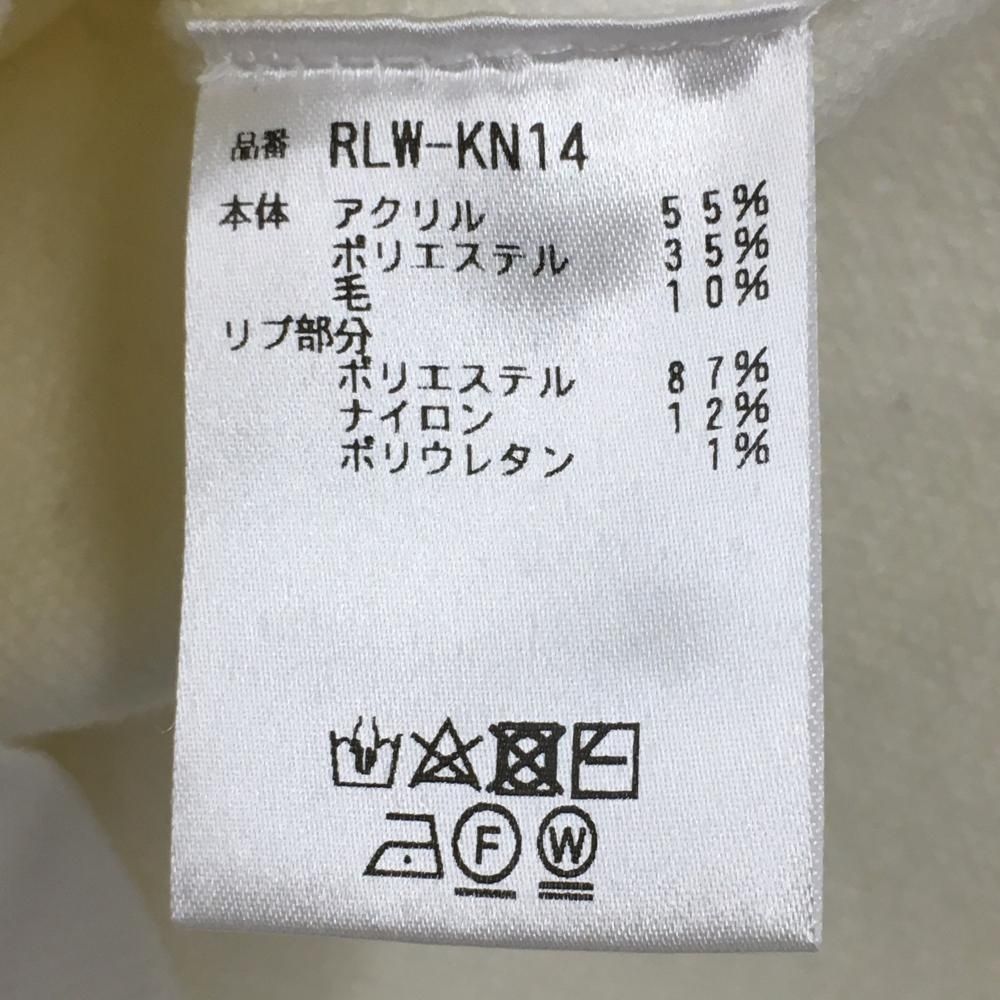 品番 RLW-KN14
本体 アクリル 55%
ポリエステル 35%
毛 10%
リブ部分
ポリエステル 87%
ナイロン 12%
ポリウレタン 1%
F W